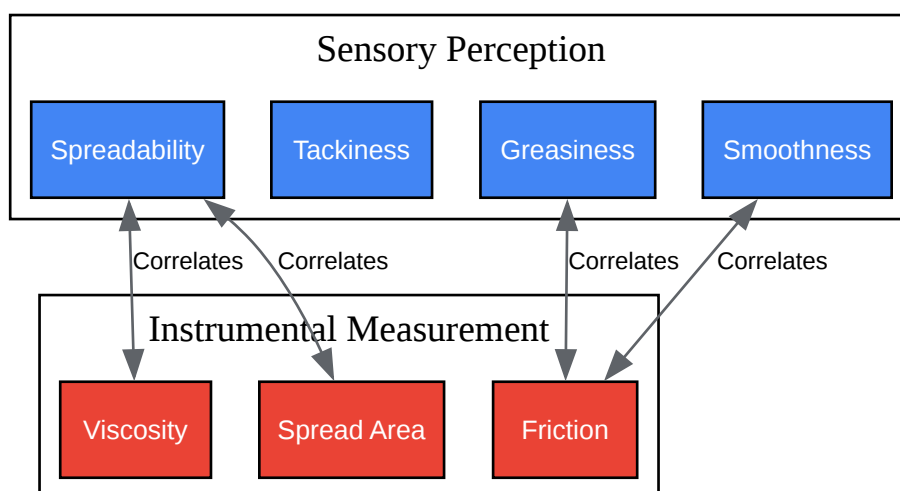 Sensory Perception
Spreadability
Tackiness
Greasiness
Smoothness
Correlates
Correlates
Correlates
Correlates
Instrumental Measurement
Viscosity
Spread Area
Friction